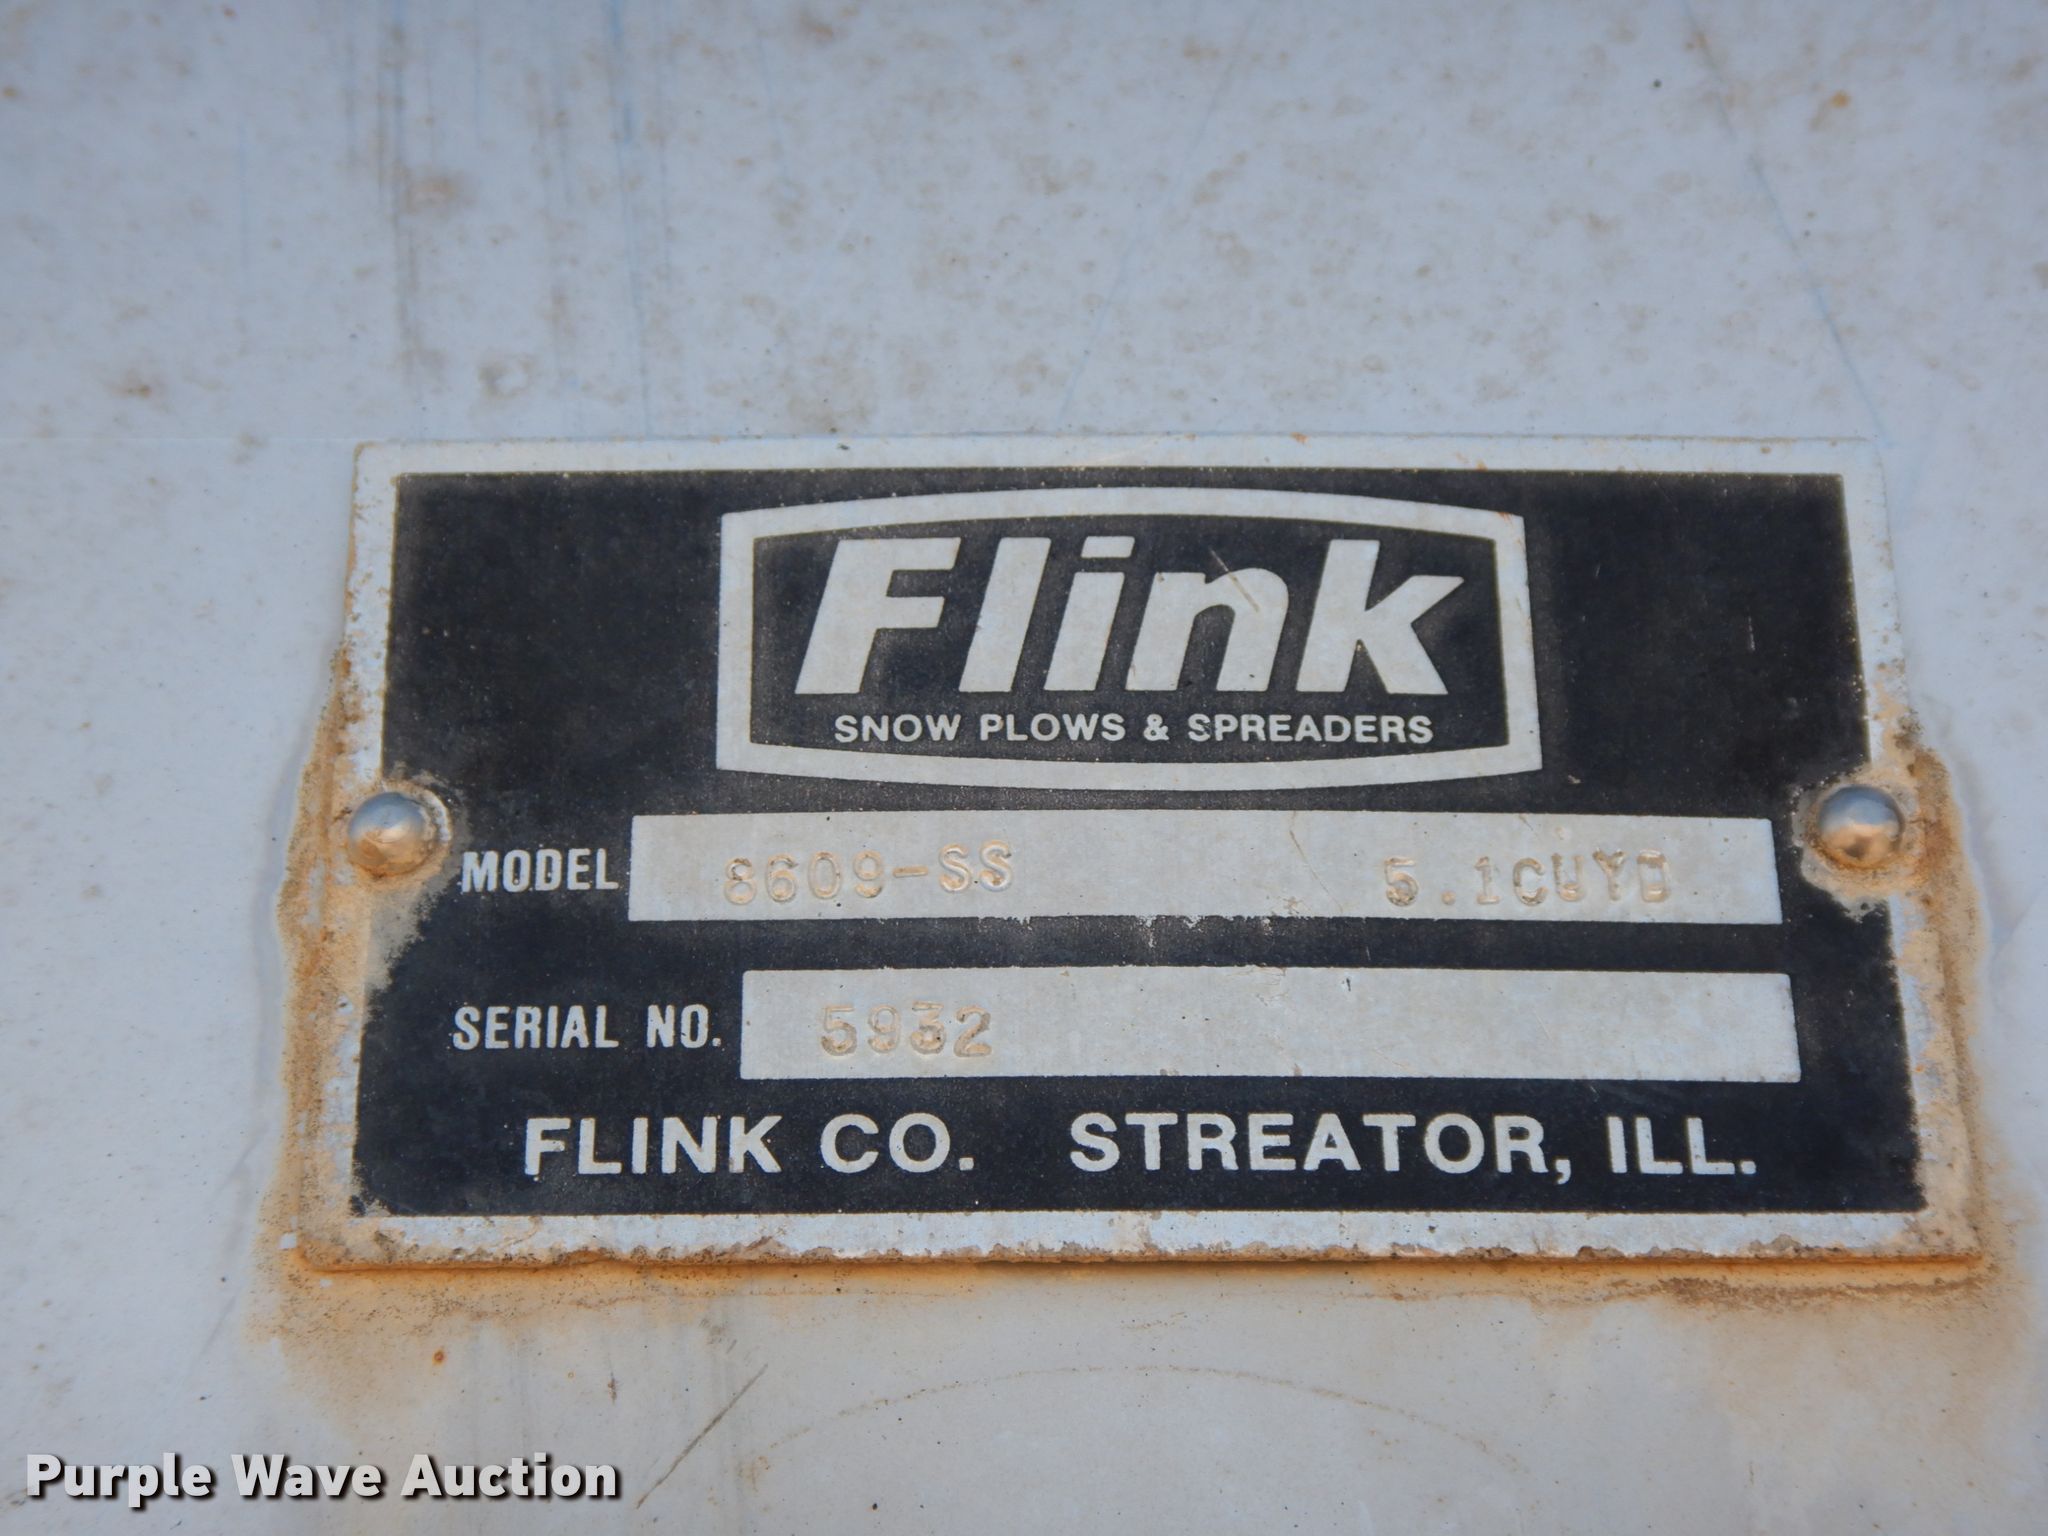 Flink
SNOW PLOWS & SPREADERS
MODEL 8609-SS 5.1CUYD
SERIAL NO. 5932
FLINK CO. STREATOR, ILL.
Purple Wave Auction